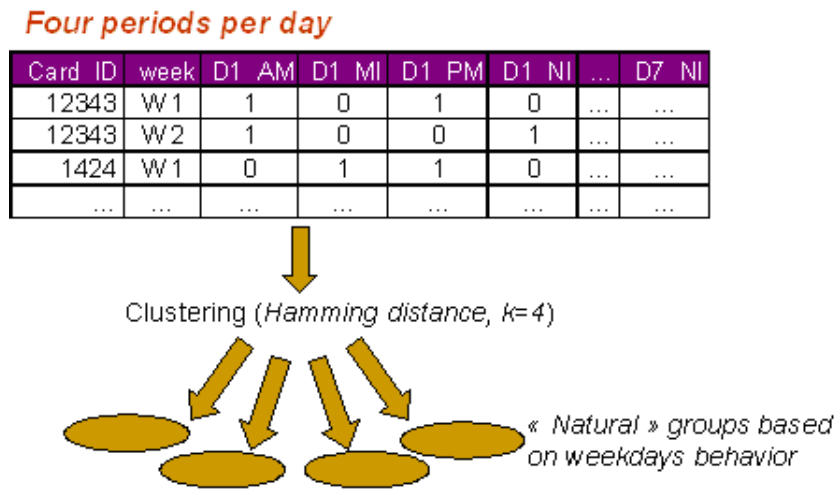 Four periods per day
Card ID week D1 AM D1 MI D1 PM D1 NI ... D7 NI
12343 W1 1 0 1 0 ... ...
12343 W2 1 0 0 1 ... ...
1424 W1 0 1 1 0 ... ...
... ... ... ... ... ... ... ...
Clustering (Hamming distance, k=4)
« Natural » groups based
on weekdays behavior